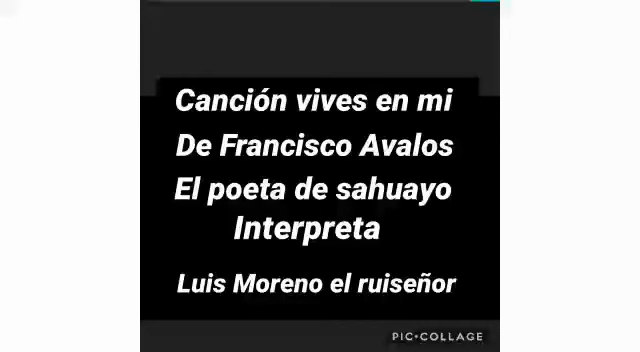 Canción vives en mi
De Francisco Avalos
El poeta de sahuayo
Interpreta
Luis Moreno el ruiseñor
PIC•COLLAGE